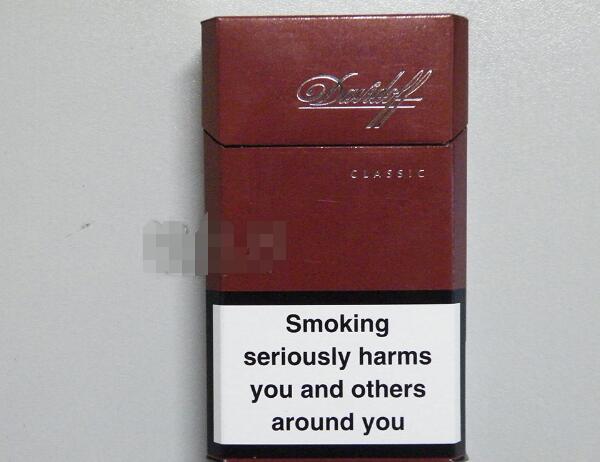 Davidoff
CLASSIC
Smoking
seriously harms
you and others
around you